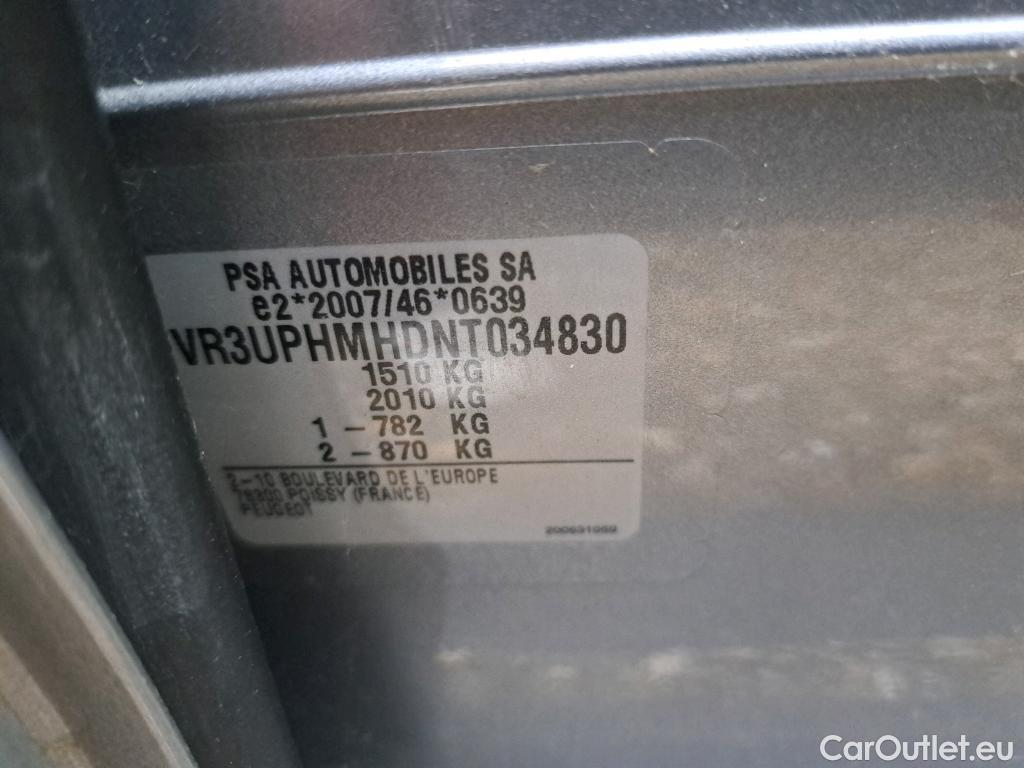 PSA AUTOMOBILES SA
e2*2007/46*0639
VR3UPHMHDNT034830
1510 KG
2010 KG
1 -782 KG
2 -870 KG
2-10 BOULEVARD DE L'EUROPE
78300 POISSY (FRANCE)
PEUGEOT
CarOutlet.eu